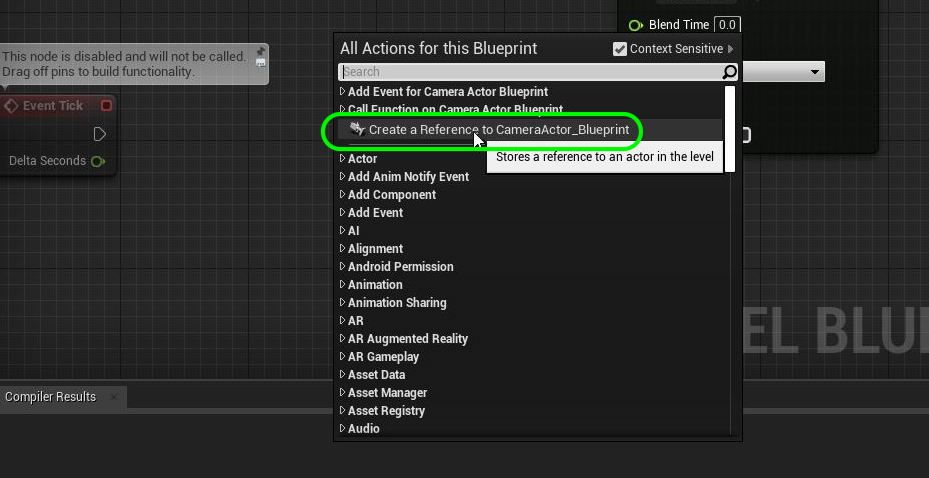 Blend Time 0.0
This node is disabled and will not be called.
Drag off pins to build functionality.
Event Tick
Delta Seconds
All Actions for this Blueprint
Context Sensitive
Search
Add Event for Camera Actor Blueprint
Call Function on Camera Actor Blueprint
Create a Reference to CameraActor_Blueprint
Stores a reference to an actor in the level
Actor
Add Anim Notify Event
Add Component
Add Event
AI
Alignment
Android Permission
Animation
Animation Sharing
AR
AR Augmented Reality
AR Gameplay
Asset Data
Asset Manager
Asset Registry
Audio
EL BLU
Compiler Results